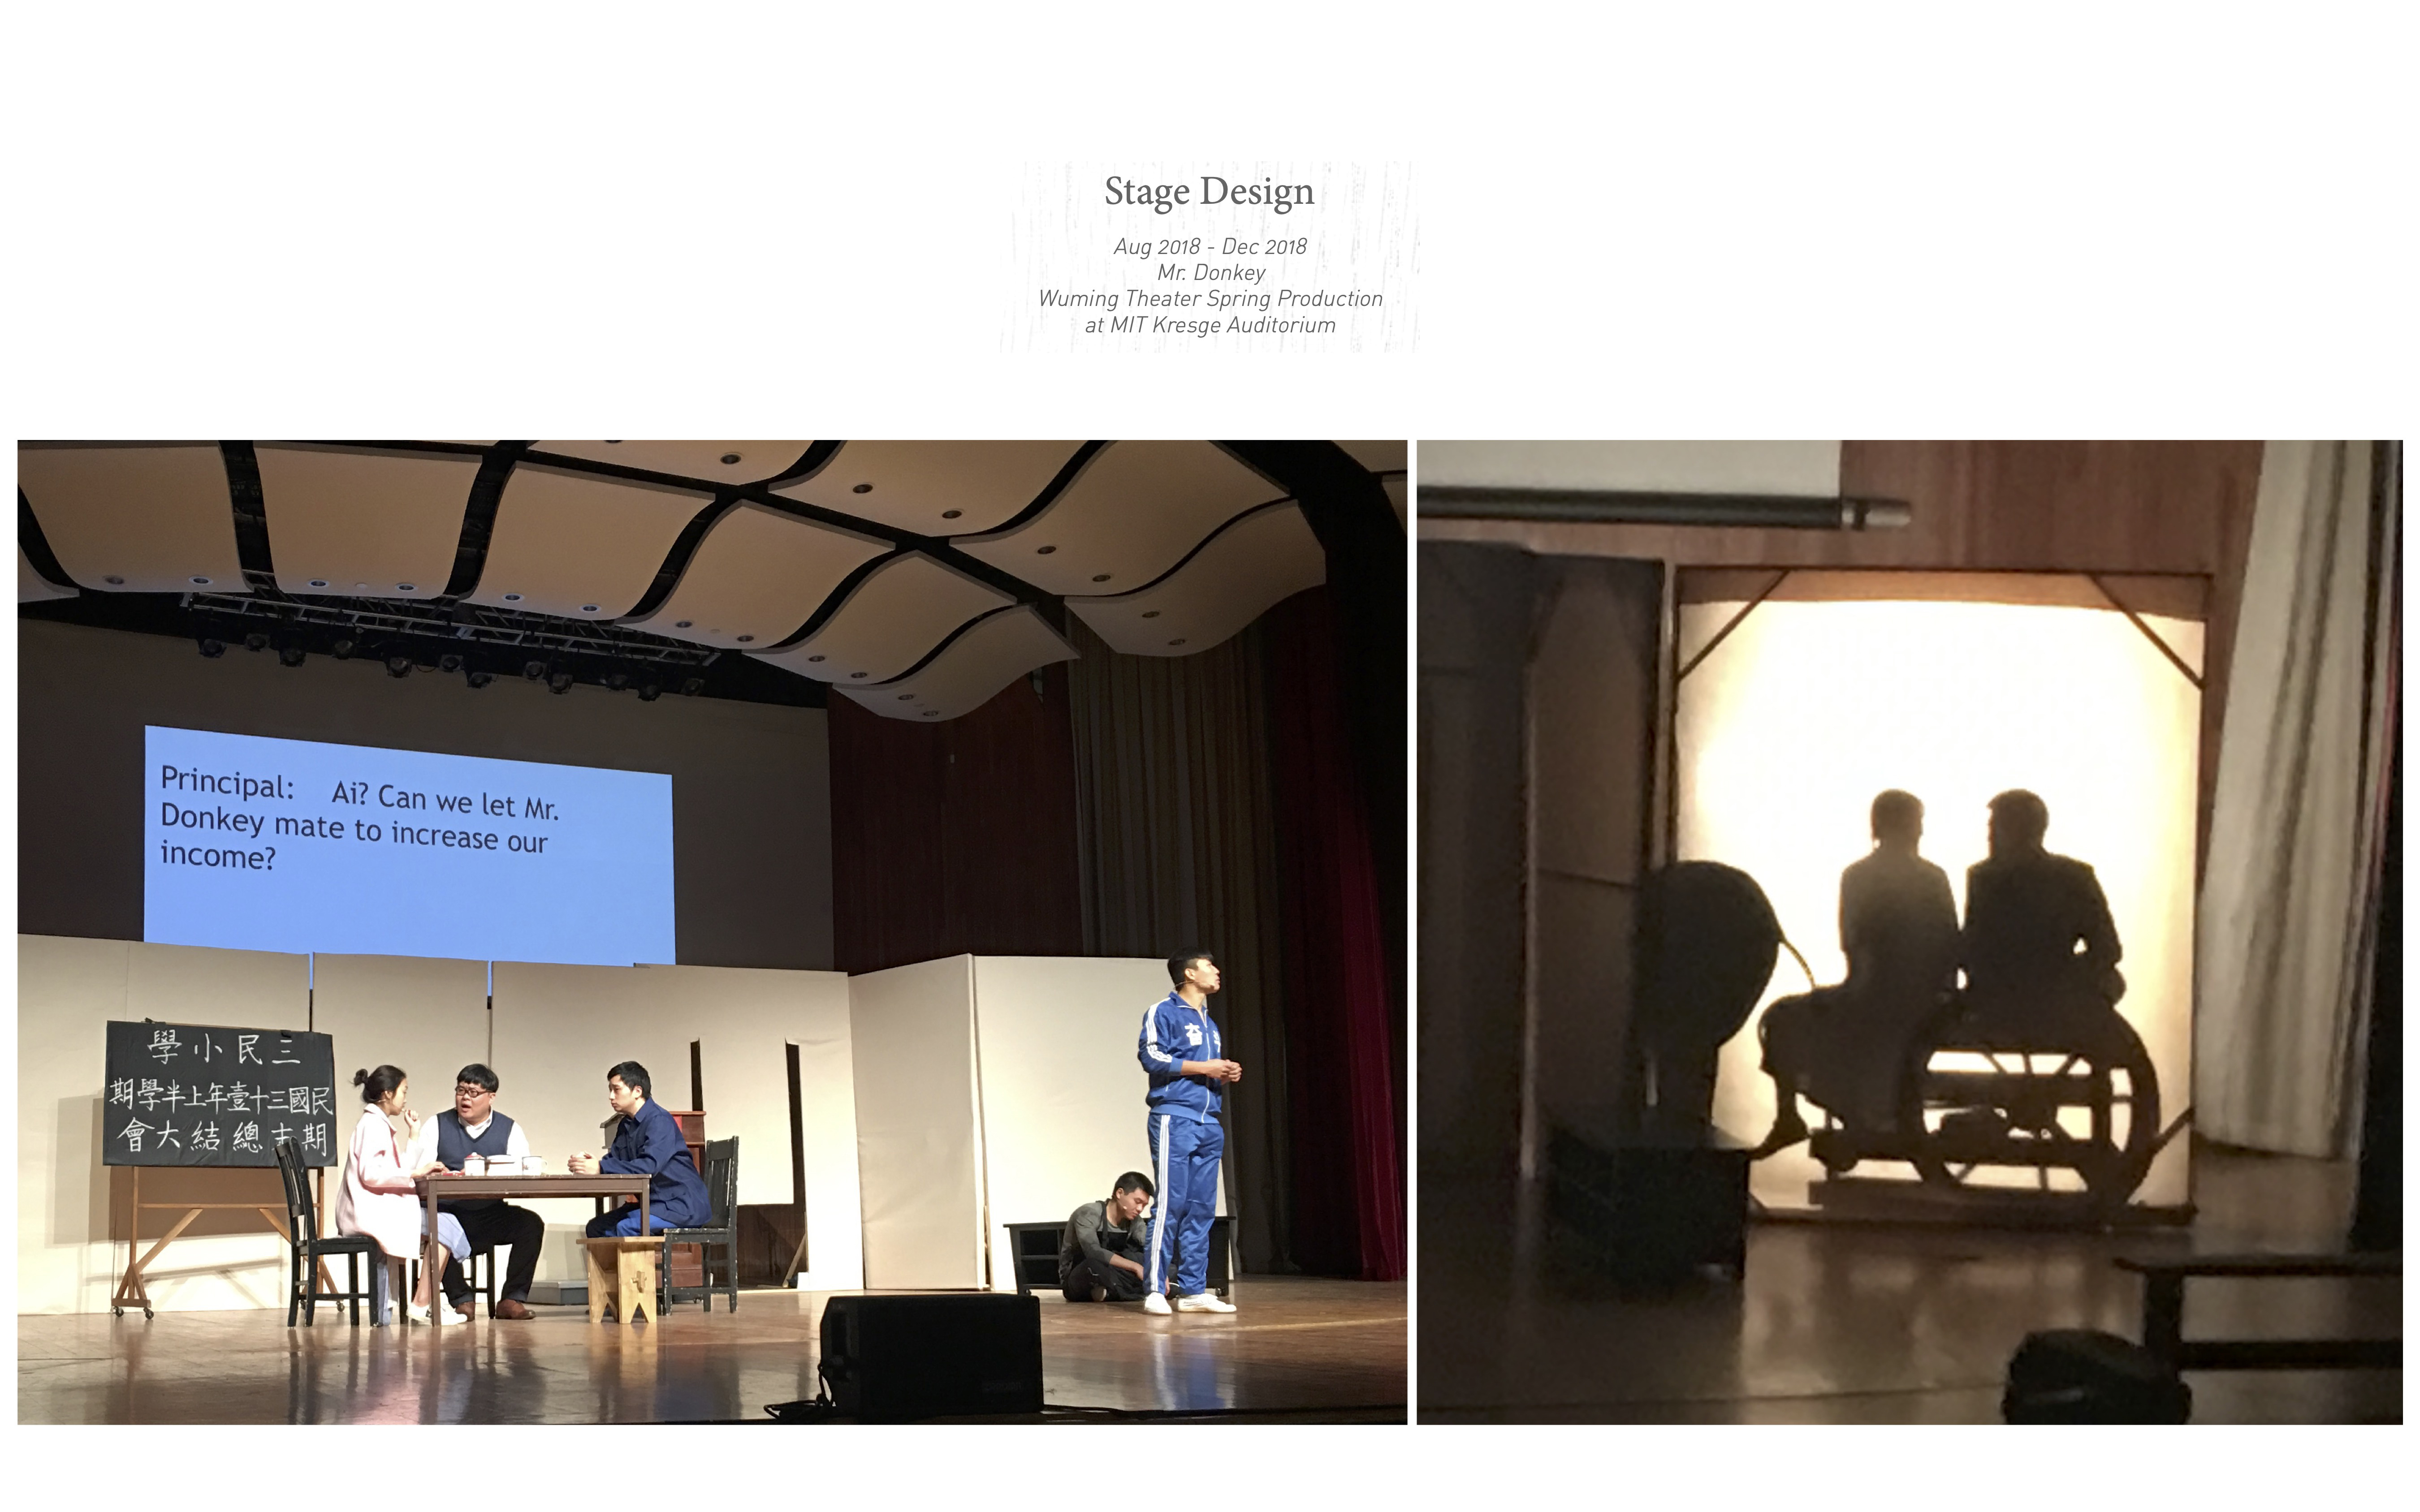 Stage Design
Aug 2018 - Dec 2018
Mr. Donkey
Wuming Theater Spring Production
at MIT Kresge Auditorium
Principal: Ai? Can we let Mr.
Donkey mate to increase our
income?
三民小學
民國三十壹年上半學期
期末總結大會
奋